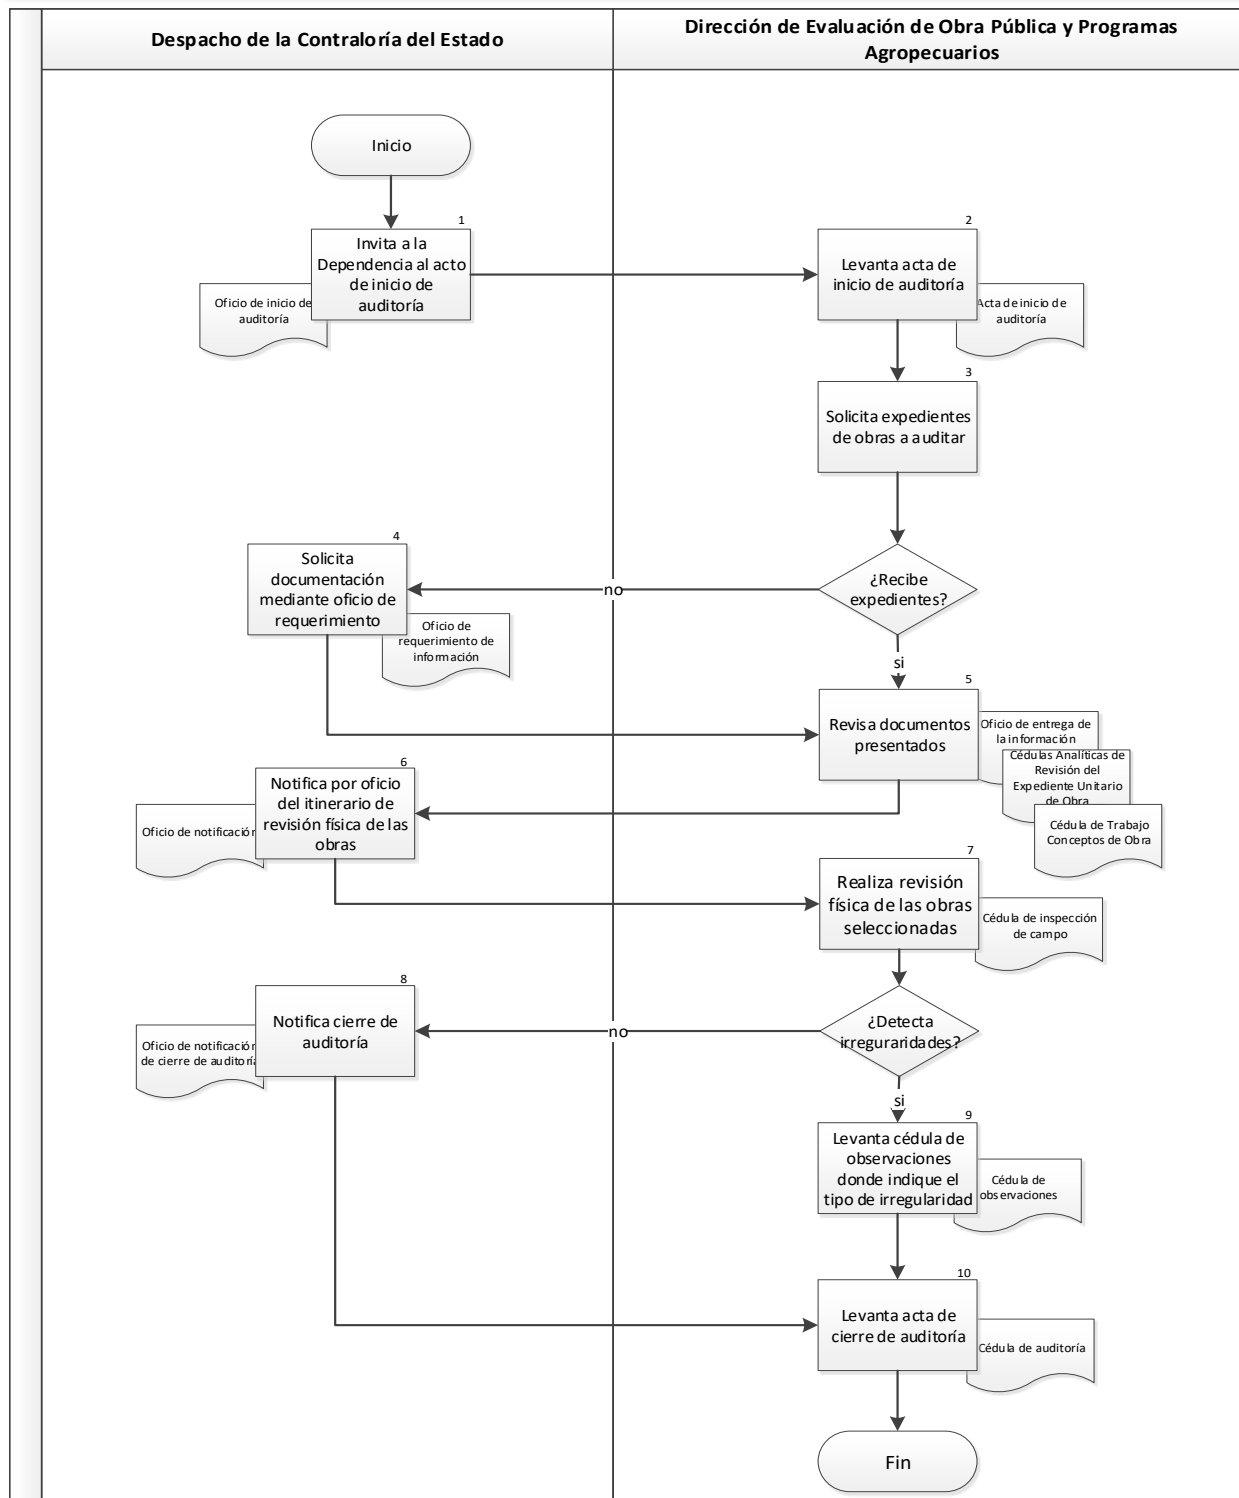 Despacho de la Contraloría del Estado
Dirección de Evaluación de Obra Pública y Programas
Agropecuarios
Inicio
1
Invita a la
Dependencia al acto
de inicio de
auditoría
Oficio de inicio de
auditoría
2
Levanta acta de
inicio de auditoría
Acta de inicio de
auditoría
3
Solicita expedientes
de obras a auditar
¿Recibe
expedientes?
no
4
Solicita
documentación
mediante oficio de
requerimiento
Oficio de
requerimiento de
información
si
5
Revisa documentos
presentados
Oficio de entrega de
la información
Cédulas Analíticas de
Revisión del
Expediente Unitario
de Obra
Cédula de Trabajo
Conceptos de Obra
6
Notifica por oficio
del itinerario de
revisión física de las
obras
Oficio de notificación
7
Realiza revisión
física de las obras
seleccionadas
Cédula de inspección
de campo
¿Detecta
irreguraridades?
no
8
Notifica cierre de
auditoría
Oficio de notificación
de cierre de auditoría
si
9
Levanta cédula de
observaciones
donde indique el
tipo de irregularidad
Cédula de
observaciones
10
Levanta acta de
cierre de auditoría
Cédula de auditoría
Fin